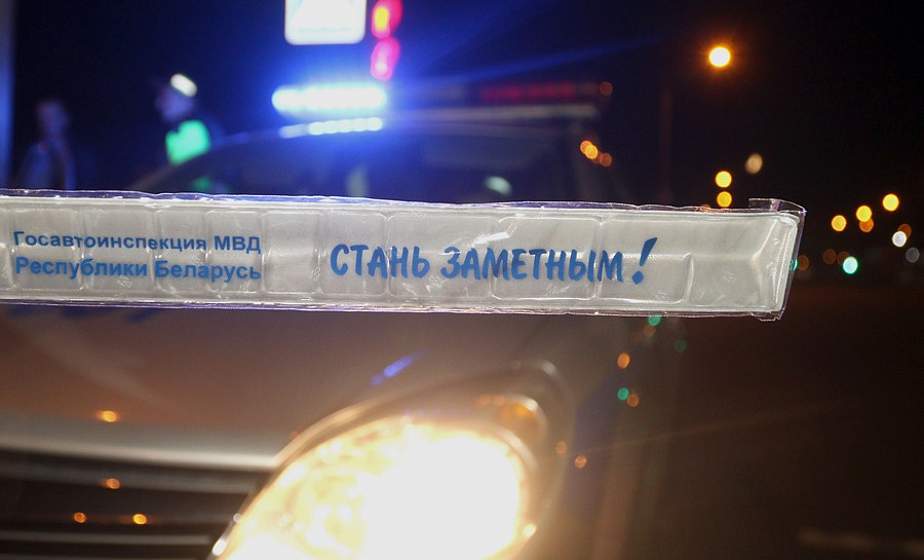 Госавтоинспекция МВД
Республики Беларусь
СТАНЬ ЗАМЕТНЫМ!